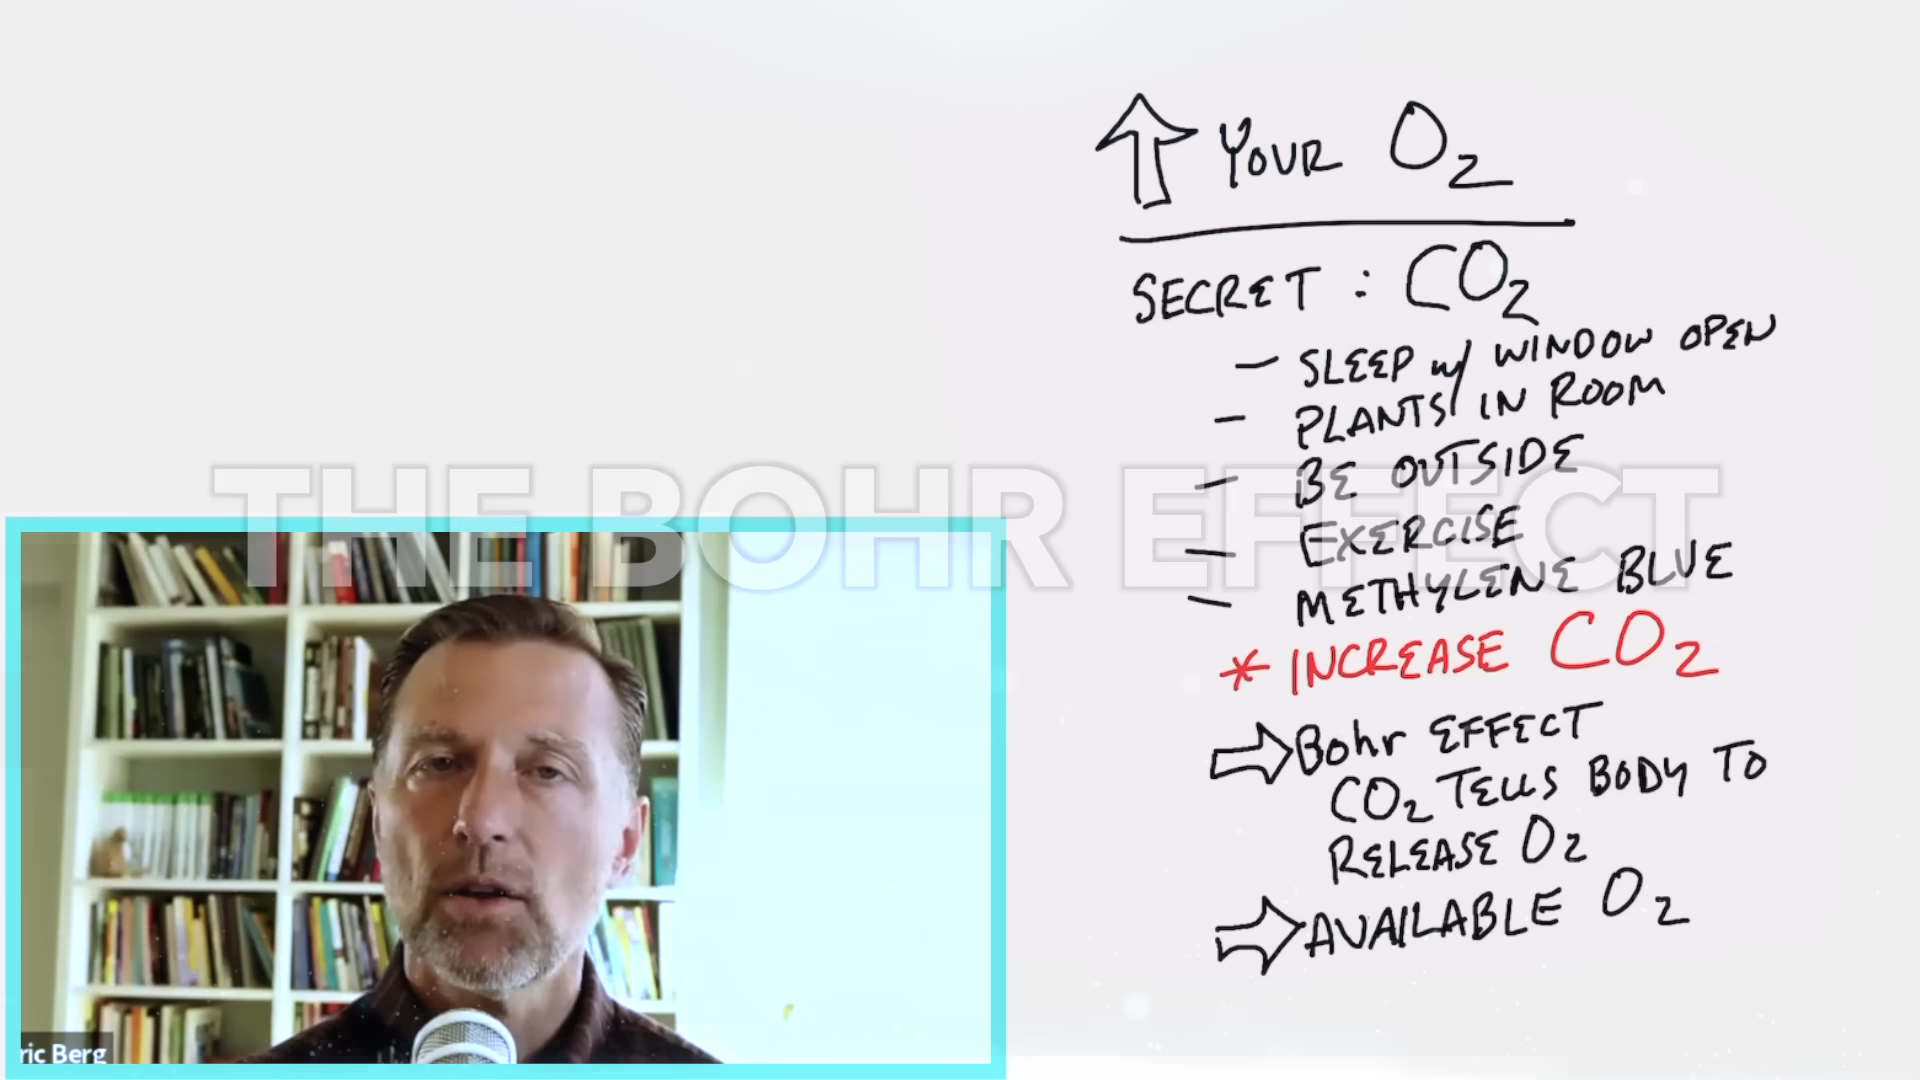 ↑ YOUR O2
SECRET : CO2
– SLEEP w/ WINDOW OPEN
– PLANTS IN ROOM
– BE OUTSIDE
– EXERCISE
– METHYLENE BLUE
* INCREASE CO2
⇨ Bohr EFFECT
CO2 TELLS BODY TO
RELEASE O2
⇨ AVAILABLE O2
THE BOHR EFFECT
ric Berg